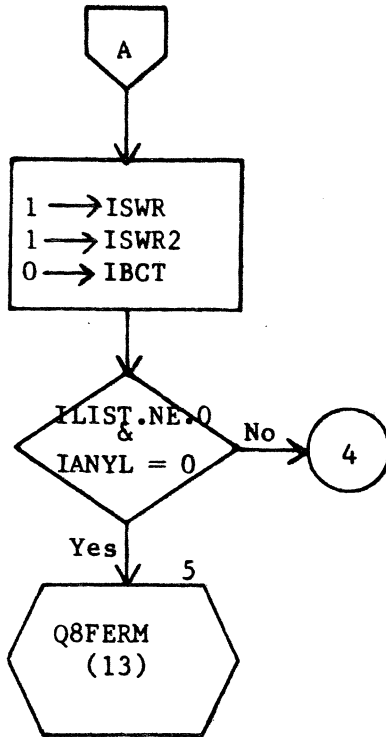 A
1 → ISWR
1 → ISWR2
0 → IBCT
ILIST.NE.0
&
IANYL = 0
No
4
Yes
5
Q8FERM
(13)